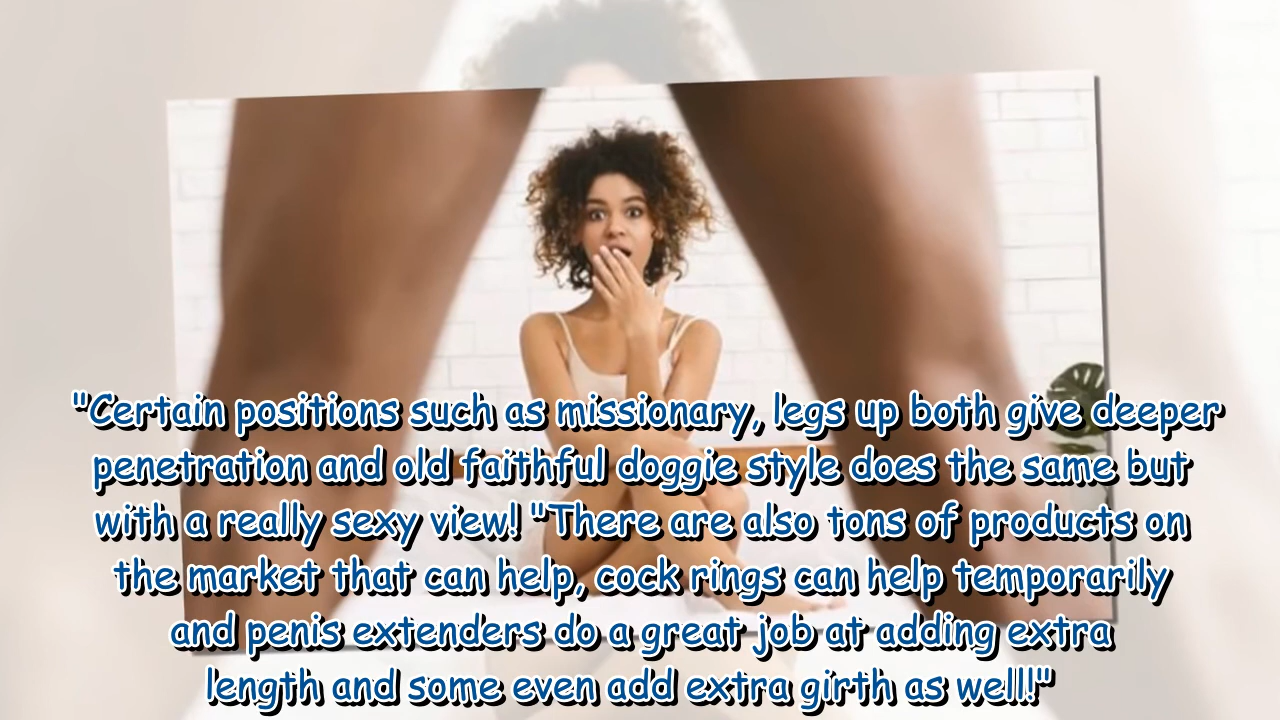 "Certain positions such as missionary, legs up both give deeper
penetration and old faithful doggie style does the same but
with a really sexy view! "There are also tons of products on
the market that can help, cock rings can help temporarily
and penis extenders do a great job at adding extra
length and some even add extra girth as well!"